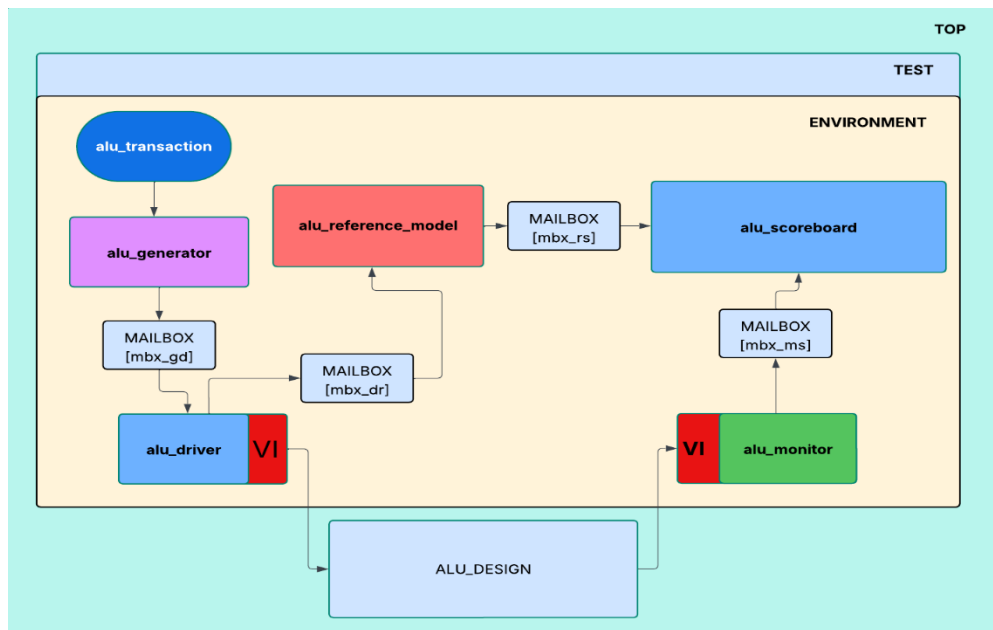 TOP
TEST
ENVIRONMENT
alu_transaction
alu_generator
alu_reference_model
MAILBOX
[mbx_rs]
alu_scoreboard
MAILBOX
[mbx_gd]
MAILBOX
[mbx_dr]
MAILBOX
[mbx_ms]
alu_driver
VI
VI
alu_monitor
ALU_DESIGN